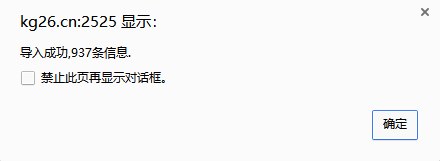 kg26.cn:2525 显示：
导入成功,937条信息.
禁止此页再显示对话框。
确定